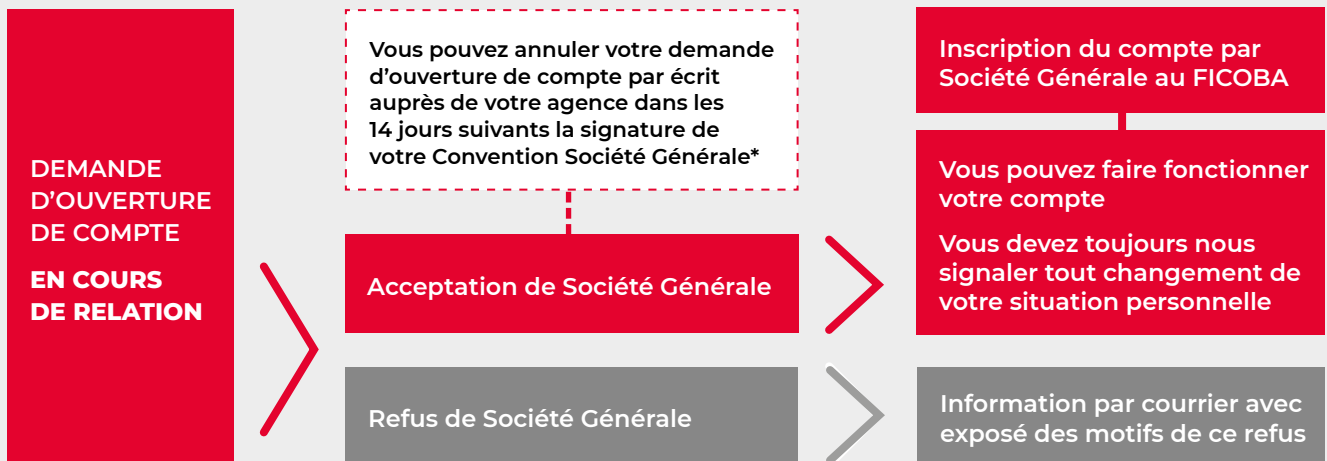 DEMANDE
D'OUVERTURE
DE COMPTE
EN COURS
DE RELATION
Vous pouvez annuler votre demande
d'ouverture de compte par écrit
auprès de votre agence dans les
14 jours suivants la signature de
votre Convention Société Générale*
Acceptation de Société Générale
Refus de Société Générale
Inscription du compte par
Société Générale au FICOBA
Vous pouvez faire fonctionner
votre compte
Vous devez toujours nous
signaler tout changement de
votre situation personnelle
Information par courrier avec
exposé des motifs de ce refus